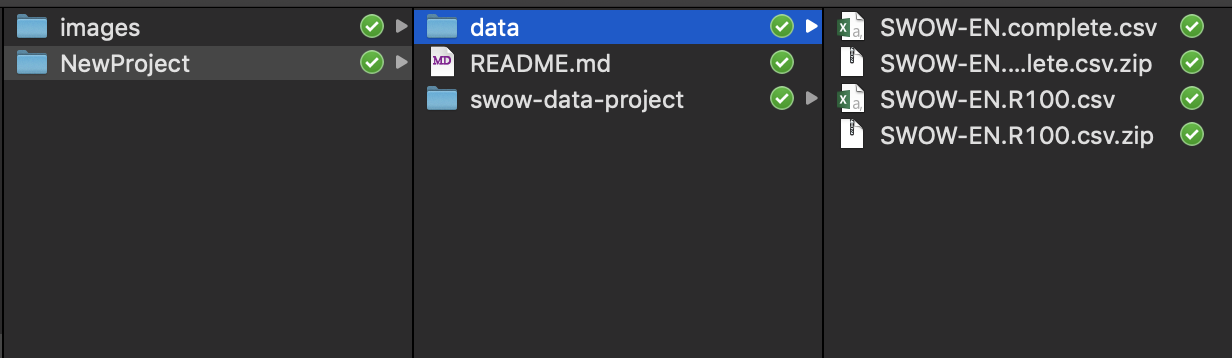 images
NewProject
data
README.md
swow-data-project
SWOW-EN.complete.csv
SWOW-EN....lete.csv.zip
SWOW-EN.R100.csv
SWOW-EN.R100.csv.zip
MD
a,
a,